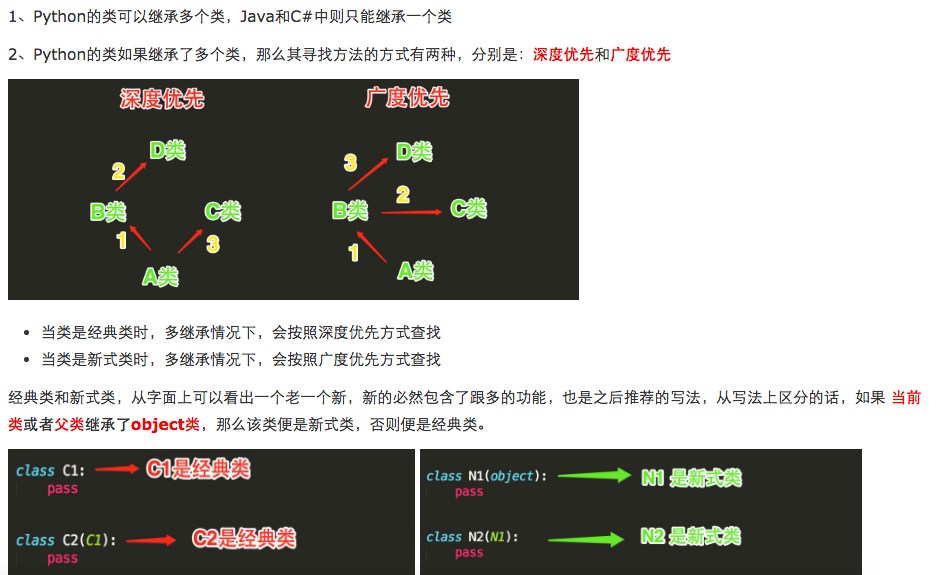 1、Python的类可以继承多个类，Java和C#中则只能继承一个类
2、Python的类如果继承了多个类，那么其寻找方法的方式有两种，分别是：深度优先和广度优先
深度优先 广度优先
D类 D类
2 3
B类 C类 B类 2 C类
1 3 1
A类 A类
当类是经典类时，多继承情况下，会按照深度优先方式查找
当类是新式类时，多继承情况下，会按照广度优先方式查找
经典类和新式类，从字面上可以看出一个老一个新，新的必然包含了跟多的功能，也是之后推荐的写法，从写法上区分的话，如果 当前
类或者父类继承了object类，那么该类便是新式类，否则便是经典类。
class C1: C1是经典类
pass
class C2(C1): C2是经典类
pass
class N1(object): N1 是新式类
pass
class N2(N1): N2 是新式类
pass